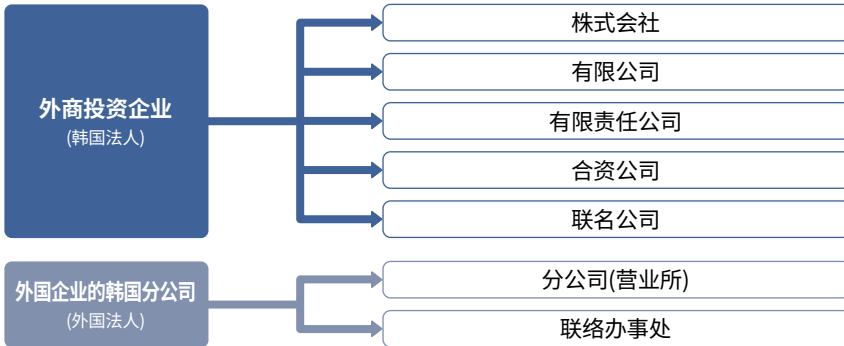 外商投资企业
(韩国法人)
株式会社
有限公司
有限责任公司
合资公司
联名公司
外国企业的韩国分公司
(外国法人)
分公司(营业所)
联络办事处